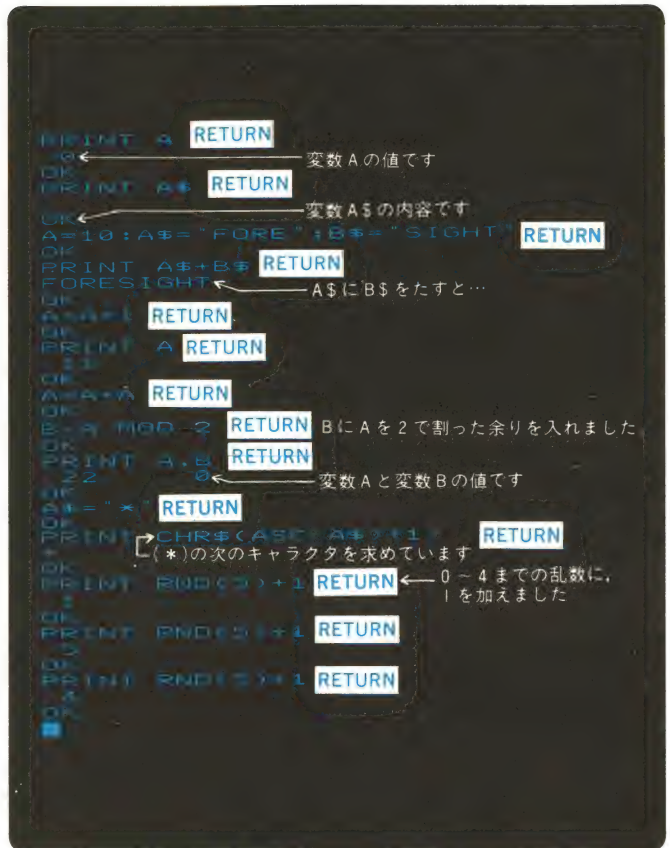 PRINT A RETURN
0 ← 変数Aの値です
OK
PRINT A$ RETURN
OK ← 変数A$の内容です
A=10:A$="FORE":B$="SIGHT" RETURN
OK
PRINT A$+B$ RETURN
FORESIGHT ← A$にB$をたすと…
OK
A=A+1 RETURN
OK
PRINT A RETURN
11
OK
A=A+A RETURN
OK
B=A MOD 2 RETURN BにAを2で割った余りを入れました
OK
PRINT A,B RETURN
22 0 ← 変数Aと変数Bの値です
OK
A$="*" RETURN
OK
PRINT CHR$(ASC(A$)+1) RETURN
+ (*)の次のキャラクタを求めています
OK
PRINT RND(5)+1 RETURN ← 0~4までの乱数に,
1を加えました
OK
PRINT RND(5)+1 RETURN
OK
PRINT RND(5)+1 RETURN
OK